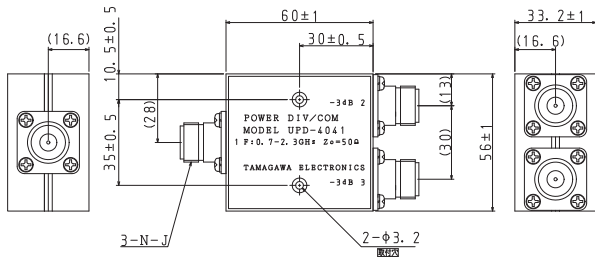 60±1
33.2±1
(16.6)
30±0.5
(16.6)
10.5±0.5
(13)
-3dB 2
POWER DIV/COM
MODEL UPD-4041
1 F:0.7-2.3GHz Zo=50Ω
(28)
35±0.5
(30)
56±1
TAMAGAWA ELECTRONICS
-3dB 3
3-N-J
2-φ3.2
取付穴